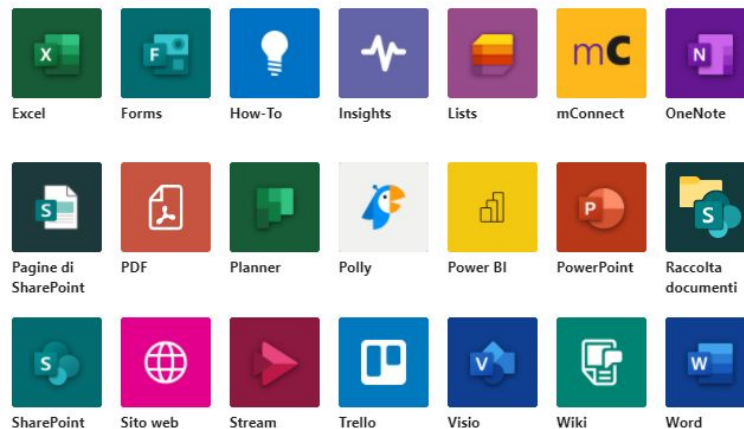 X
F
mC
N
Excel
Forms
How-To
Insights
Lists
mConnect
OneNote
S
P
S
Pagine di
SharePoint
PDF
Planner
Polly
Power BI
PowerPoint
Raccolta
documenti
S
V
W
SharePoint
Sito web
Stream
Trello
Visio
Wiki
Word